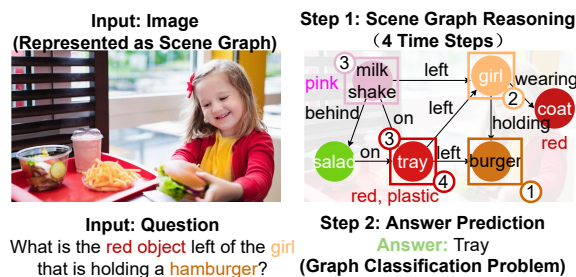 Input: Image
(Represented as Scene Graph)
Input: Question
What is the red object left of the girl
that is holding a hamburger?
Step 1: Scene Graph Reasoning
(4 Time Steps)
3
pink
milk
shake
left
girl
wearing
2
coat
red
behind
on
left
holding
3
salad
on
tray
left
burger
4
1
red, plastic
Step 2: Answer Prediction
Answer: Tray
(Graph Classification Problem)